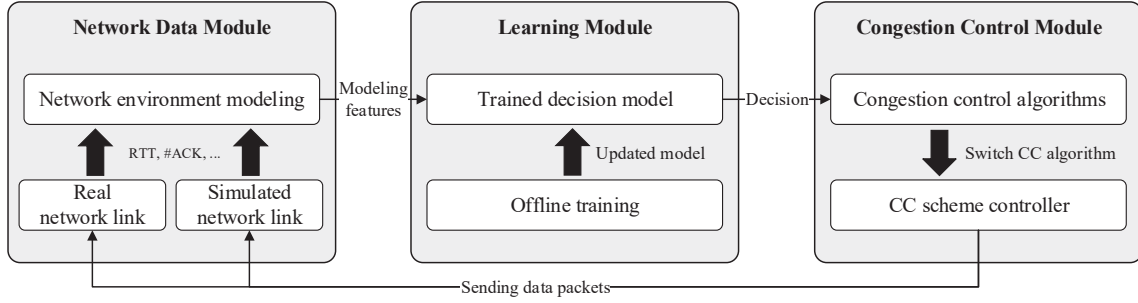 Network Data Module
Learning Module
Congestion Control Module
Network environment modeling
Modeling
features
Trained decision model
Decision
Congestion control algorithms
RTT, #ACK, ...
Updated model
Switch CC algorithm
Real
network link
Simulated
network link
Offline training
CC scheme controller
Sending data packets